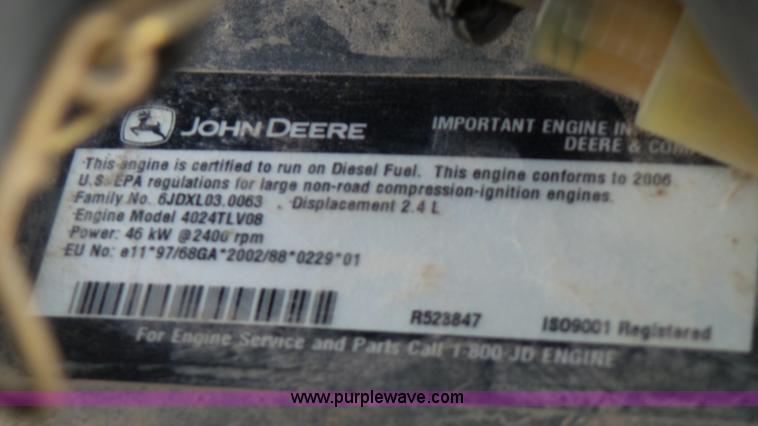 JOHN DEERE
IMPORTANT ENGINE
DEERE &
This engine is certified to run on Diesel Fuel. This engine conforms to 2006
U.S. EPA regulations for large non-road compression-ignition engines.
Family No. 6JDXL03.0063 Displacement 2.4 L
Engine Model 4024TLV08
Power: 46 kW @2400 rpm
EU No: e11*97/68GA*2002/88*0229*01
R523847 ISO9001 Registered
For Engine Service and Parts Call 1-800-JD ENGINE
www.purplewave.com